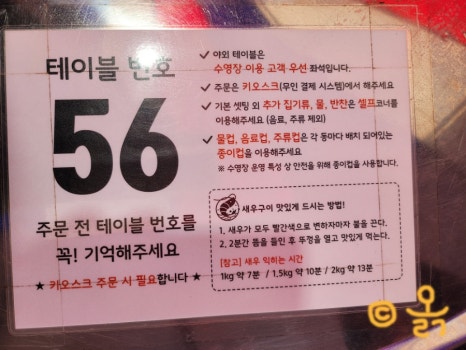 테이블 번호
56
주문 전 테이블 번호를
꼭! 기억해주세요
★ 키오스크 주문 시 필요합니다 ★
✓ 야외 테이블은
수영장 이용 고객 우선 좌석입니다.
✓ 주문은 키오스크(무인 결제 시스템)에서 해주세요
✓ 기본 셋팅 외 추가 집기류, 물, 반찬은 셀프코너를
이용해주세요 (음료, 주류 제외)
✓ 물컵, 음료컵, 주류컵은 각 동마다 배치 되어있는
종이컵을 이용해주세요
※ 수영장 운영 특성 상 안전을 위해 종이컵을 사용합니다.
새우구이 맛있게 드시는 방법!
1. 새우가 모두 빨간색으로 변하자마자 불을 끈다.
2. 2분간 뜸을 들인 후 뚜껑을 열고 맛있게 먹는다.
[참고] 새우 익히는 시간
1kg 약 7분 / 1.5kg 약 10분 / 2kg 약 13분
© 옭